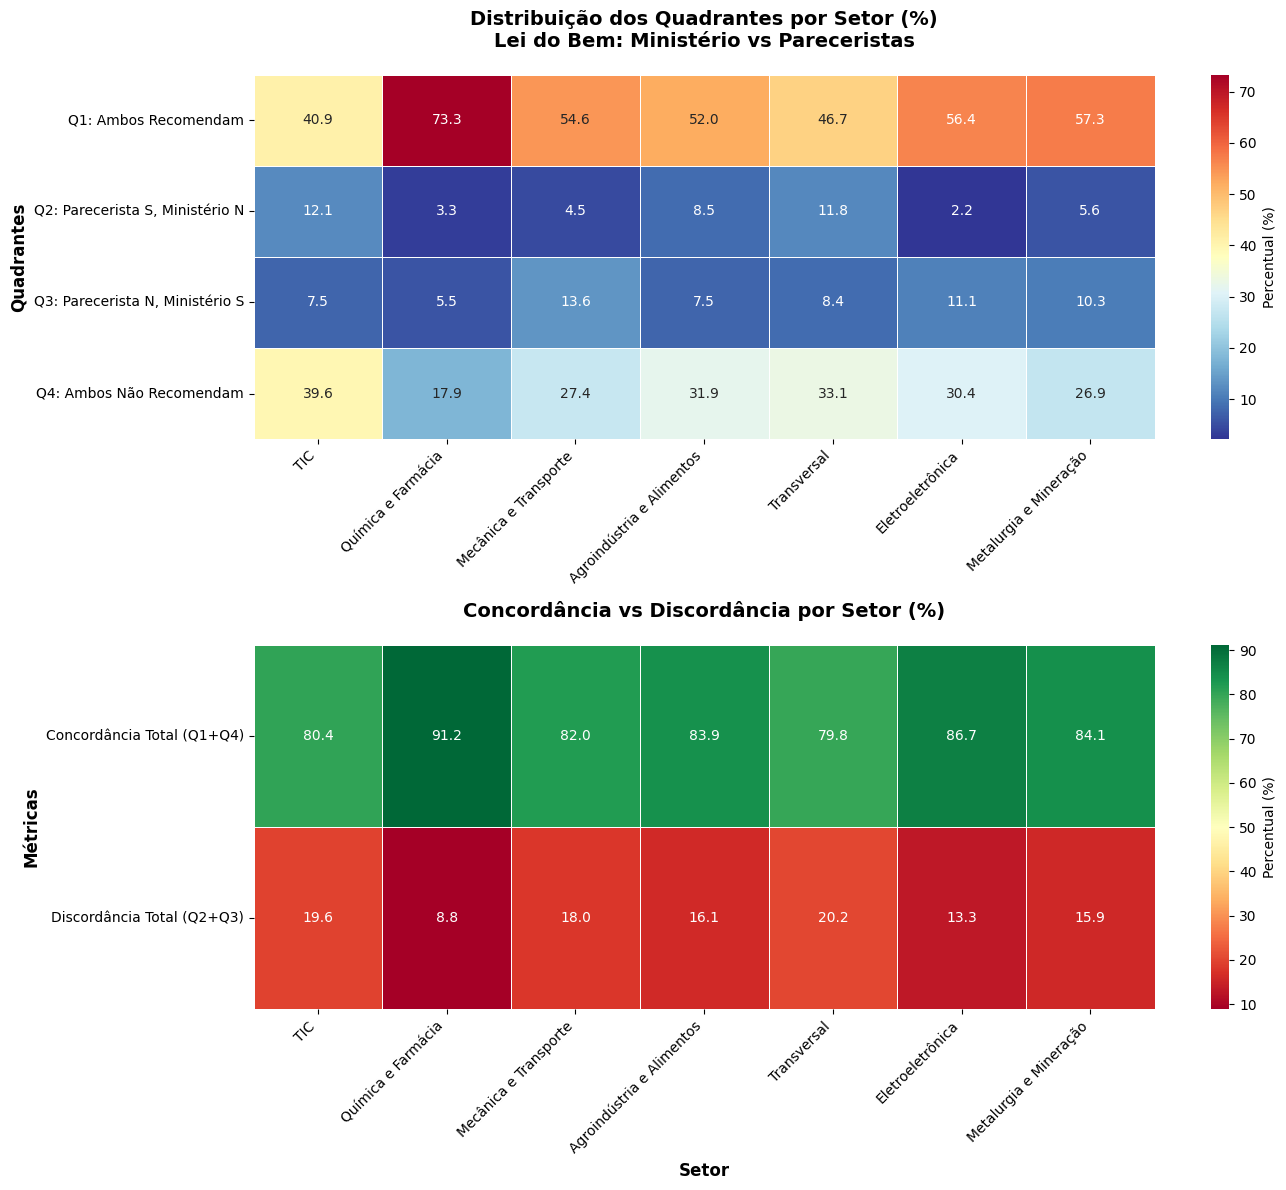 Distribuição dos Quadrantes por Setor (%)
Lei do Bem: Ministério vs Pareceristas
Quadrantes
Q1: Ambos Recomendam 40.9 73.3 54.6 52.0 46.7 56.4 57.3
Q2: Parecerista S, Ministério N 12.1 3.3 4.5 8.5 11.8 2.2 5.6
Q3: Parecerista N, Ministério S 7.5 5.5 13.6 7.5 8.4 11.1 10.3
Q4: Ambos Não Recomendam 39.6 17.9 27.4 31.9 33.1 30.4 26.9
TIC
Química e Farmácia
Mecânica e Transporte
Agroindústria e Alimentos
Transversal
Eletroeletrônica
Metalurgia e Mineração
70
60
50
40
30
20
10
Percentual (%)
Concordância vs Discordância por Setor (%)
Métricas
Concordância Total (Q1+Q4) 80.4 91.2 82.0 83.9 79.8 86.7 84.1
Discordância Total (Q2+Q3) 19.6 8.8 18.0 16.1 20.2 13.3 15.9
TIC
Química e Farmácia
Mecânica e Transporte
Agroindústria e Alimentos
Transversal
Eletroeletrônica
Metalurgia e Mineração
Setor
90
80
70
60
50
40
30
20
10
Percentual (%)